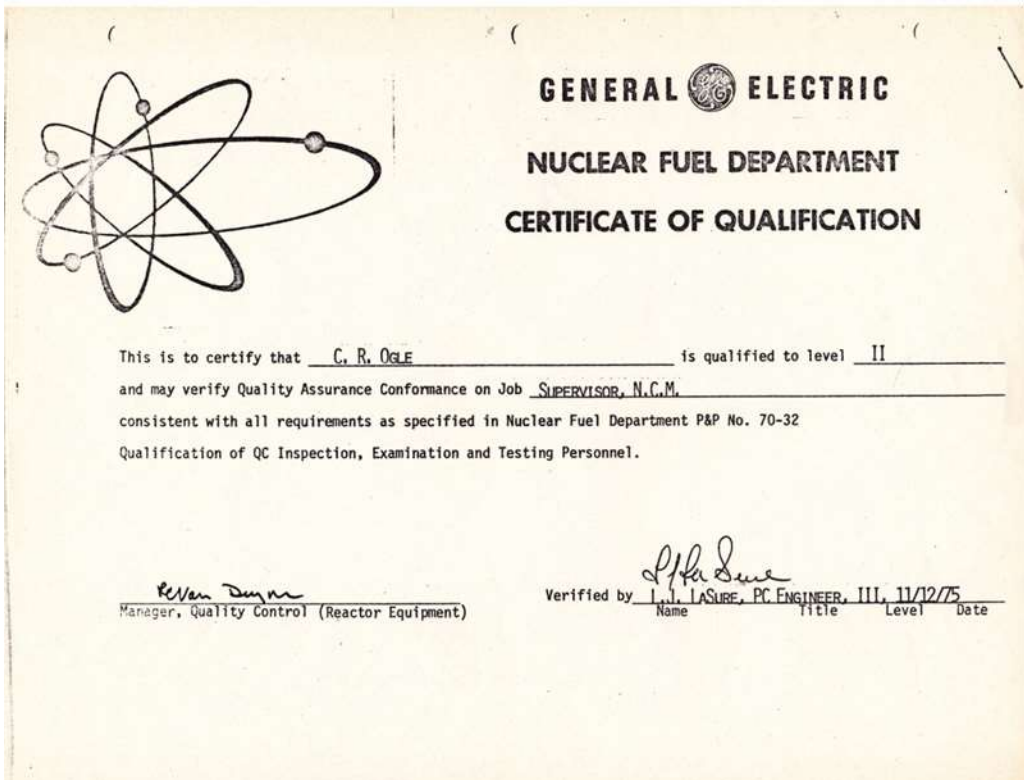 GENERAL GE ELECTRIC
NUCLEAR FUEL DEPARTMENT
CERTIFICATE OF QUALIFICATION
This is to certify that C. R. OGLE is qualified to level II
and may verify Quality Assurance Conformance on Job SUPERVISOR, N.C.M.
consistent with all requirements as specified in Nuclear Fuel Department P&P No. 70-32
Qualification of QC Inspection, Examination and Testing Personnel.
Manager, Quality Control (Reactor Equipment)
Verified by L.J. LASURE, PC ENGINEER, III, 11/12/75
Name Title Level Date